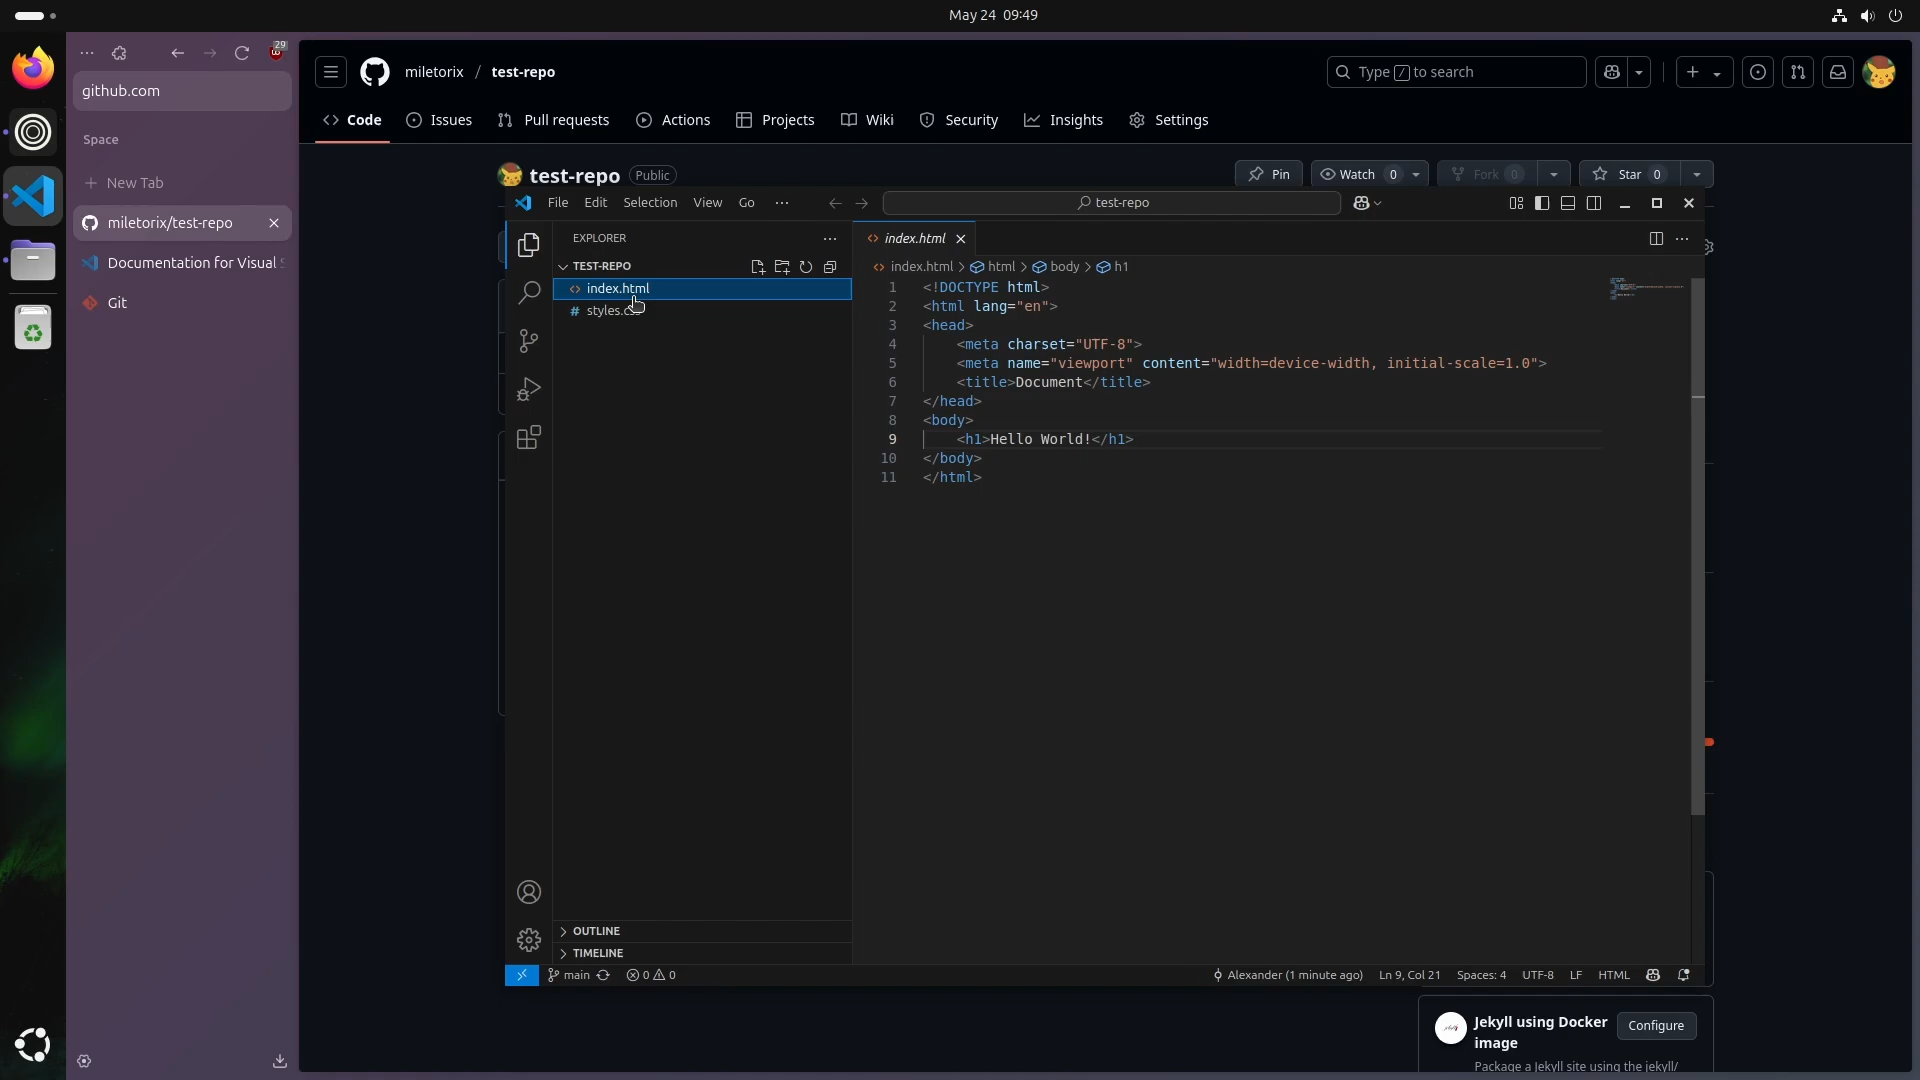 May 24 09:49
29
github.com
Space
New Tab
miletorix/test-repo
Documentation for Visual
Git
miletorix / test-repo
Type / to search
Code
Issues
Pull requests
Actions
Projects
Wiki
Security
Insights
Settings
test-repo
Public
Pin
Watch 0
Fork 0
Star 0
File Edit Selection View Go ···
test-repo
EXPLORER
TEST-REPO
index.html
styles.css
OUTLINE
TIMELINE
index.html
index.html > html > body > h1
1 <!DOCTYPE html>
2 <html lang="en">
3 <head>
4 <meta charset="UTF-8">
5 <meta name="viewport" content="width=device-width, initial-scale=1.0">
6 <title>Document</title>
7 </head>
8 <body>
9 <h1>Hello World!</h1>
10 </body>
11 </html>
main 0 0 Alexander (1 minute ago) Ln 9, Col 21 Spaces: 4 UTF-8 LF HTML
Jekyll using Docker
image
Configure
Package a Jekyll site using the jekyll/